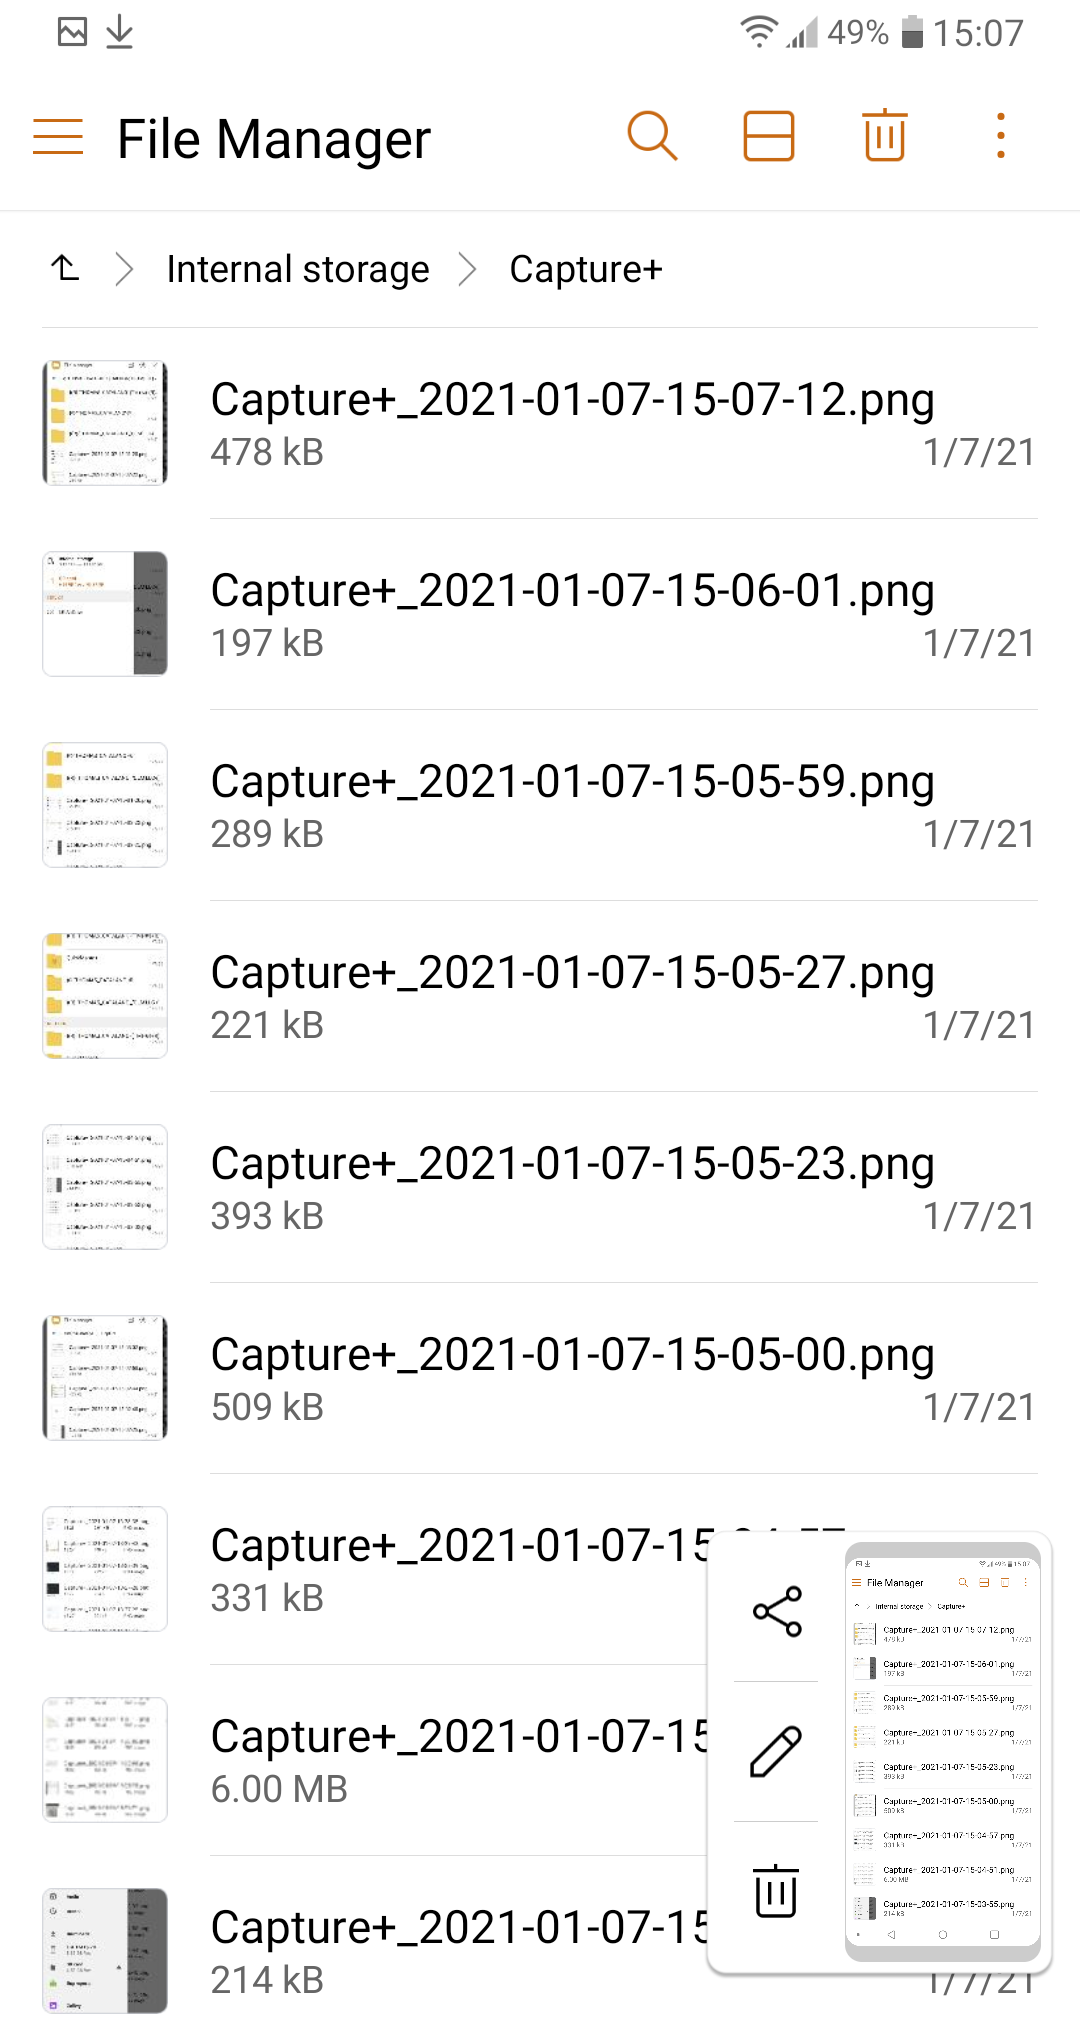 49% 15:07
File Manager
Internal storage Capture+
Capture+_2021-01-07-15-07-12.png
478 kB 1/7/21
Capture+_2021-01-07-15-06-01.png
197 kB 1/7/21
Capture+_2021-01-07-15-05-59.png
289 kB 1/7/21
Capture+_2021-01-07-15-05-27.png
221 kB 1/7/21
Capture+_2021-01-07-15-05-23.png
393 kB 1/7/21
Capture+_2021-01-07-15-05-00.png
509 kB 1/7/21
Capture+_2021-01-07-15
331 kB
Capture+_2021-01-07-15
6.00 MB
Capture+_2021-01-07-15
214 kB 1/7/21
49% 15:07
File Manager
Internal storage Capture+
Capture+_2021-01-07-15-07-12.png
478 kB 1/7/21
Capture+_2021-01-07-15-06-01.png
197 kB 1/7/21
Capture+_2021-01-07-15-05-59.png
289 kB 1/7/21
Capture+_2021-01-07-15-05-27.png
221 kB 1/7/21
Capture+_2021-01-07-15-05-23.png
393 kB 1/7/21
Capture+_2021-01-07-15-05-00.png
509 kB 1/7/21
Capture+_2021-01-07-15-04-57.png
331 kB 1/7/21
Capture+_2021-01-07-15-04-51.png
6.00 MB 1/7/21
Capture+_2021-01-07-15-03-55.png
214 kB 1/7/21